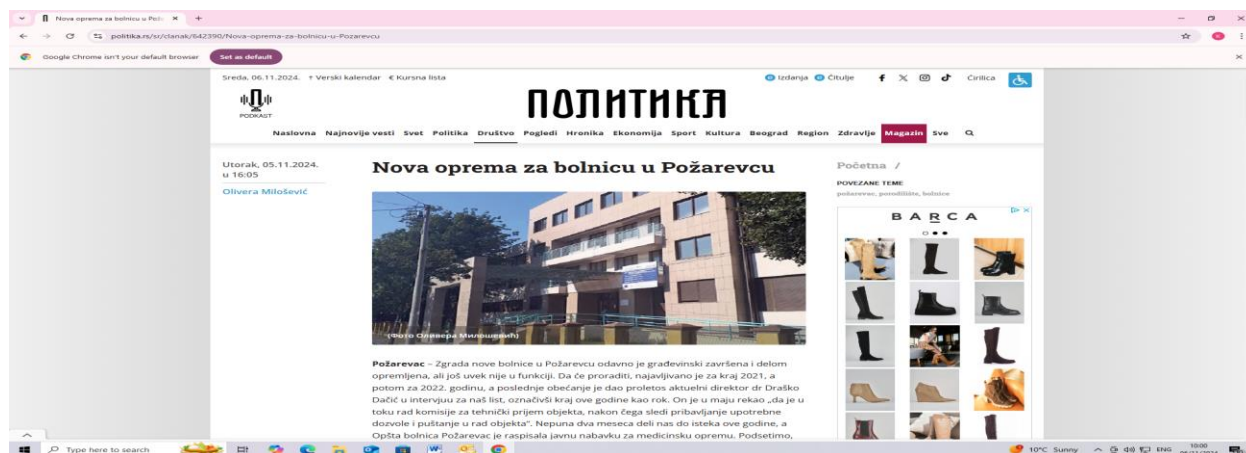 Nova oprema za bolnicu u Poža
politika.rs/sr/clanak/642390/Nova-oprema-za-bolnicu-u-Pozarevcu
Google Chrome isn't your default browser
Set as default
Sreda, 06.11.2024. † Verski kalendar € Kursna lista
Izdanja Čitulje Ćirilica
PODKAST
ПОЛИТИКА
Naslovna Najnovije vesti Svet Politika Društvo Pogledi Hronika Ekonomija Sport Kultura Beograd Region Zdravlje Magazin Sve
Utorak, 05.11.2024.
u 16:05
Olivera Milošević
Nova oprema za bolnicu u Požarevcu
(Фото Оливера Милошевић)
Požarevac – Zgrada nove bolnice u Požarevcu odavno je građevinski završena i delom
opremljena, ali još uvek nije u funkciji. Da će proraditi, najavljivano je za kraj 2021, a
potom za 2022. godinu, a poslednje obećanje je dao proletos aktuelni direktor dr Draško
Dačić u intervjuu za naš list, označivši kraj ove godine kao rok. On je u maju rekao „da je u
toku rad komisije za tehnički prijem objekta, nakon čega sledi pribavljanje upotrebne
dozvole i puštanje u rad objekta“. Nepuna dva meseca deli nas do isteka ove godine, a
Opšta bolnica Požarevac je raspisala javnu nabavku za medicinsku opremu. Podsetimo,
Početna /
POVEZANE TEME
požarevac, porodilište, bolnice
BARCA
Type here to search
10°C Sunny
ENG
10:00
06/11/2024